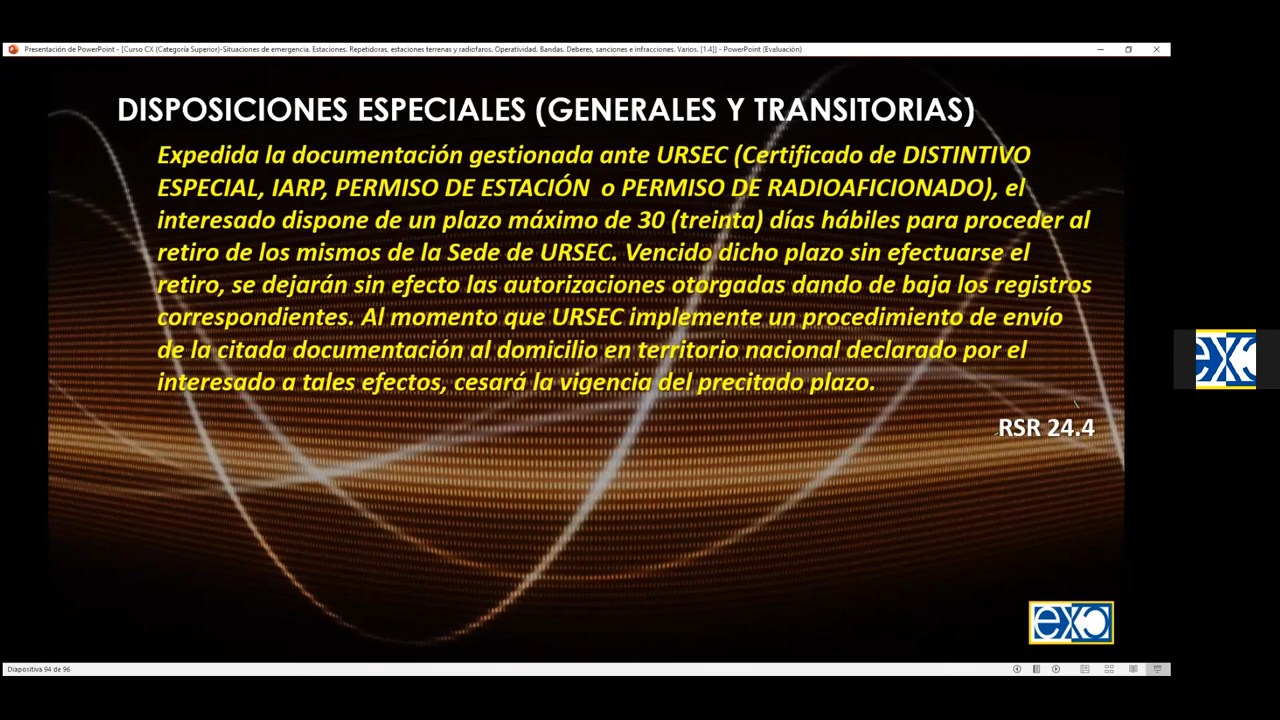 Presentación de PowerPoint - [Curso CX (Categoría Superior)-Situaciones de emergencia. Estaciones. Repetidoras, estaciones terrenas y radiofaros. Operatividad. Bandas. Deberes, sanciones e infracciones. Varios. [1.4]] - PowerPoint (Evaluación)
DISPOSICIONES ESPECIALES (GENERALES Y TRANSITORIAS)
Expedida la documentación gestionada ante URSEC (Certificado de DISTINTIVO
ESPECIAL, IARP, PERMISO DE ESTACIÓN o PERMISO DE RADIOAFICIONADO), el
interesado dispone de un plazo máximo de 30 (treinta) días hábiles para proceder al
retiro de los mismos de la Sede de URSEC. Vencido dicho plazo sin efectuarse el
retiro, se dejarán sin efecto las autorizaciones otorgadas dando de baja los registros
correspondientes. Al momento que URSEC implemente un procedimiento de envío
de la citada documentación al domicilio en territorio nacional declarado por el
interesado a tales efectos, cesará la vigencia del precitado plazo.
RSR 24.4
Diapositiva 94 de 96